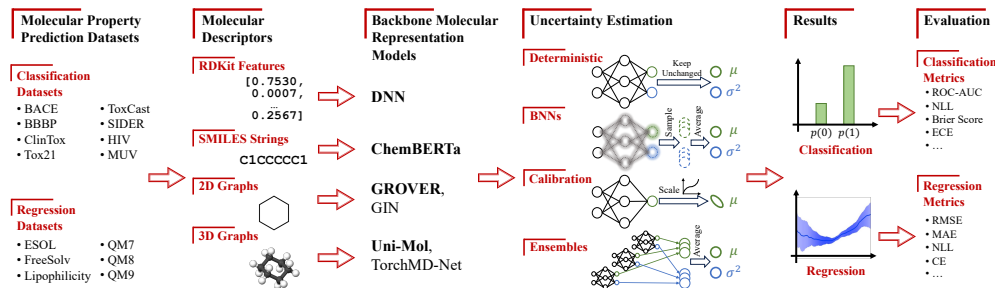 Molecular Property
Prediction Datasets
Classification
Datasets
• BACE
• BBBP
• ClinTox
• Tox21
• ToxCast
• SIDER
• HIV
• MUV
Regression
Datasets
• ESOL
• FreeSolv
• Lipophilicity
• QM7
• QM8
• QM9
Molecular
Descriptors
RDKit Features
[0.7530,
0.0007,
…
0.2567]
SMILES Strings
C1CCCCC1
2D Graphs
3D Graphs
Backbone Molecular
Representation
Models
DNN
ChemBERTa
GROVER,
GIN
Uni-Mol,
TorchMD-Net
Uncertainty Estimation
Deterministic
Keep
Unchanged
μ
σ²
BNNs
Sample
Average
μ
σ²
Calibration
Scale
μ
Ensembles
Average
μ
σ²
Results
p(0) p(1)
Classification
Regression
Evaluation
Classification
Metrics
• ROC-AUC
• NLL
• Brier Score
• ECE
• …
Regression
Metrics
• RMSE
• MAE
• NLL
• CE
• …